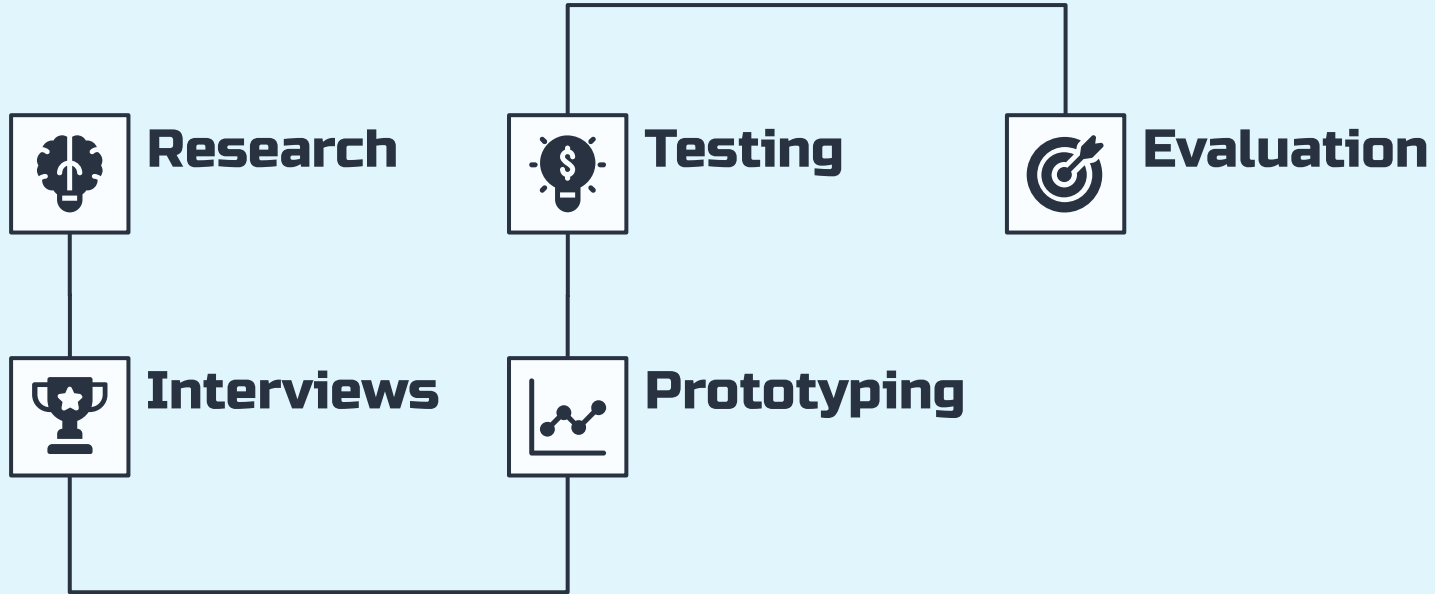 Research
Interviews
Prototyping
Testing
Evaluation
$